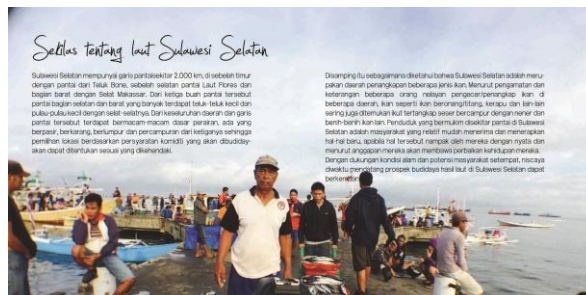 Sekilas tentang laut Sulawesi Selatan
Sulawesi Selatan mempunyai garis pantaisekitar 2.000 km, di sebelah timur
dengan pantai dari Teluk Bone, sebelah selatan pantai Laut Flores dan
bagian barat dengan Selat Makassar. Dari ketiga buah pantai tersebut
pantai bagian selatan dan barat yang banyak terdapat teluk-teluk kecil dan
pulau-pulau kecil dengan selat-selatnya. Dari keseluruhan daerah dan garis
pantai tersebut terdapat bermacam-macam dasar perairan, ada yang
berpasir, berkarang, berlumpur dan percampuran dari ketiganya sehingga
pemilihan lokasi berdasarkan persyaratan komiditi yang akan dibuddiday-
akan dapat ditantukan sesuai yang dikehendaki.
Disamping itu sebagaimana diketahui bahwa Sulawesi Selatan adalah meru-
pakan daerah penangkapan beberapa jenis ikan. Menurut pengamatan dan
keterangan beberapa orang nelayan pengecer/penangkap ikan di
beberapa daerah, ikan seperti ikan beronang/titang, kerapu dan lain-lain
sering juga ditemukan ikut tertangkap seser bercampur dengan nener dan
benih-benih ikan lain. Penduduk yang bermukim disekitar pantai di Sulawesi
Selatan adalah masyarakat yang relatif mudah menerima dan menerapkan
hal-hal baru, apabila hal tersebut nampak oleh mereka dengan nyata dan
menurut anggapan mereka akan membawa perbaikan kehidupan mereka.
Dengan dukungan kondisi alam dan potensi masyarakat setempat, niscaya
diwaktu mendatang prospek budidaya hasil laut di Sulawesi Selatan dapat